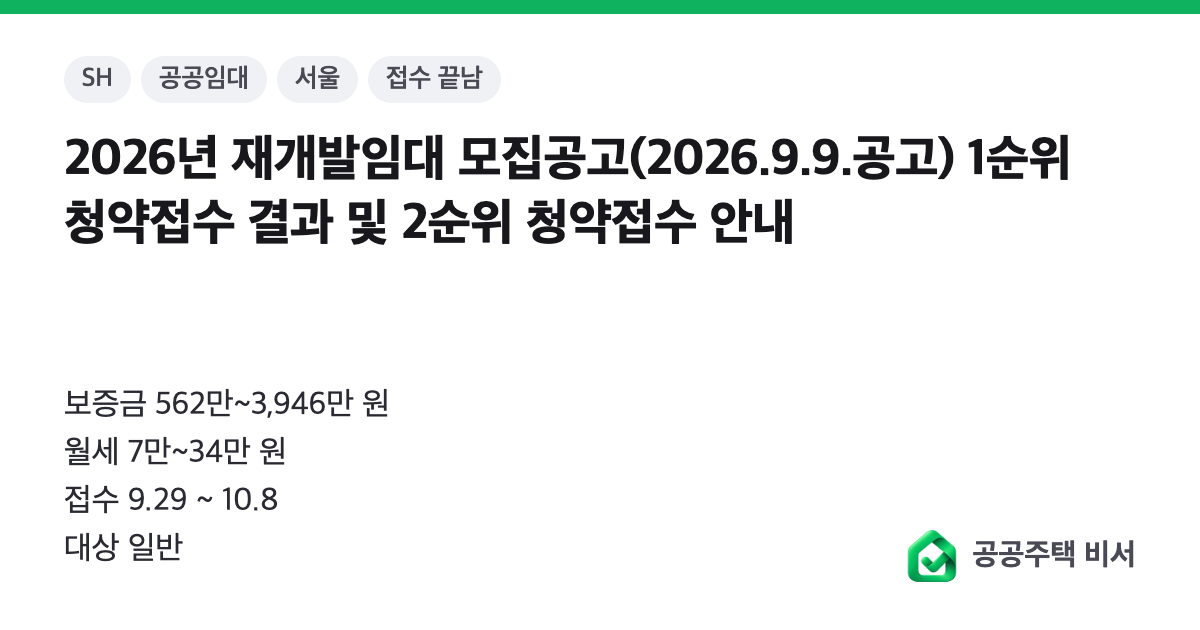 SH 공공임대 서울 접수 끝남
2026년 재개발임대 모집공고(2026.9.9.공고) 1순위
청약접수 결과 및 2순위 청약접수 안내
보증금 562만~3,946만 원
월세 7만~34만 원
접수 9.29 ~ 10.8
대상 일반
공공주택 비서